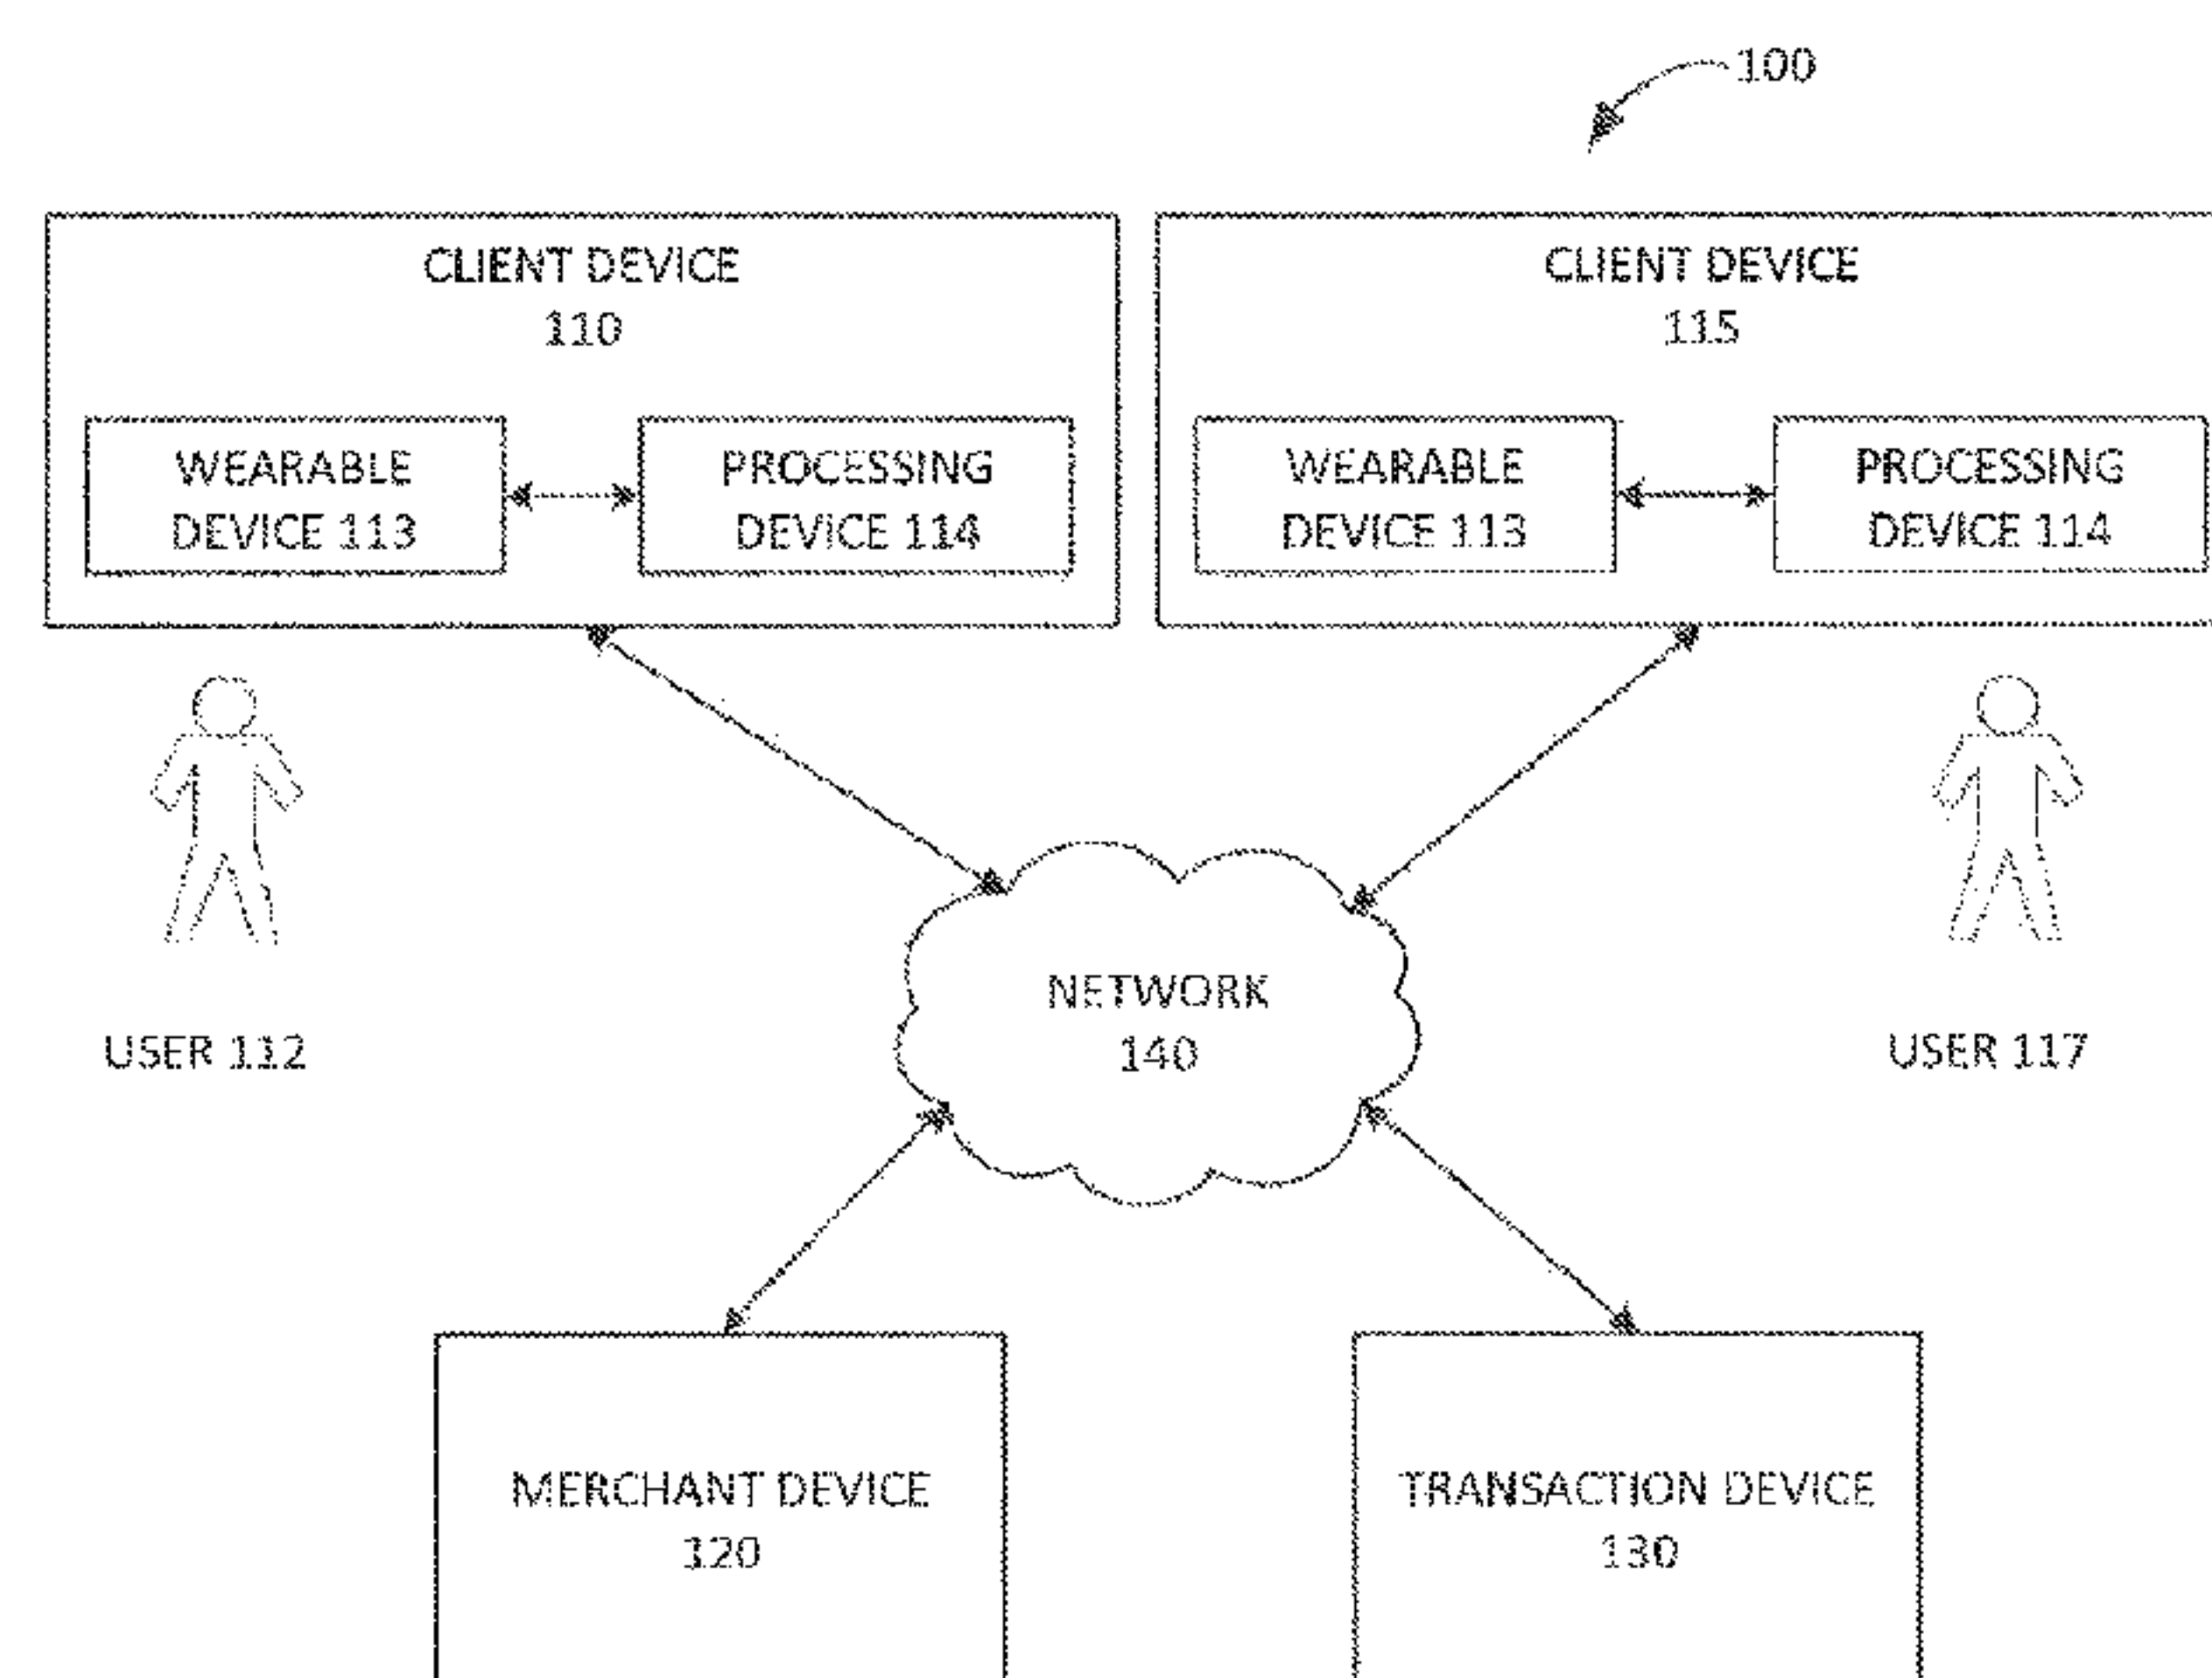 100
CLIENT DEVICE
110
CLIENT DEVICE
115
WEARABLE
DEVICE 113
PROCESSING
DEVICE 114
WEARABLE
DEVICE 113
PROCESSING
DEVICE 114
NETWORK
140
USER 112
USER 117
MERCHANT DEVICE
120
TRANSACTION DEVICE
130